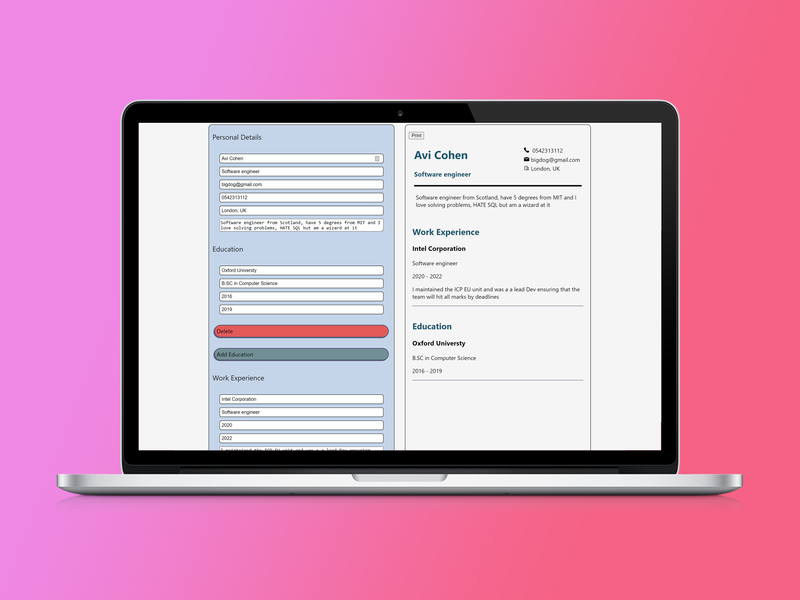 Personal Details
Avi Cohen
Software engineer
bigdog@gmail.com
0542313112
London, UK
Software engineer from Scotland, have 5 degrees from MIT and I
love solving problems, HATE SQL but am a wizard at it
Education
Oxford Universty
B.SC in Computer Science
2016
2019
Delete
Add Education
Work Experience
Intel Corporation
Software engineer
2020
2022
Print
Avi Cohen
Software engineer
0542313112
bigdog@gmail.com
London, UK
Software engineer from Scotland, have 5 degrees from MIT and I
love solving problems, HATE SQL but am a wizard at it
Work Experience
Intel Corporation
Software engineer
2020 - 2022
I maintained the ICP EU unit and was a a lead Dev ensuring that the
team will hit all marks by deadlines
Education
Oxford Universty
B.SC in Computer Science
2016 - 2019